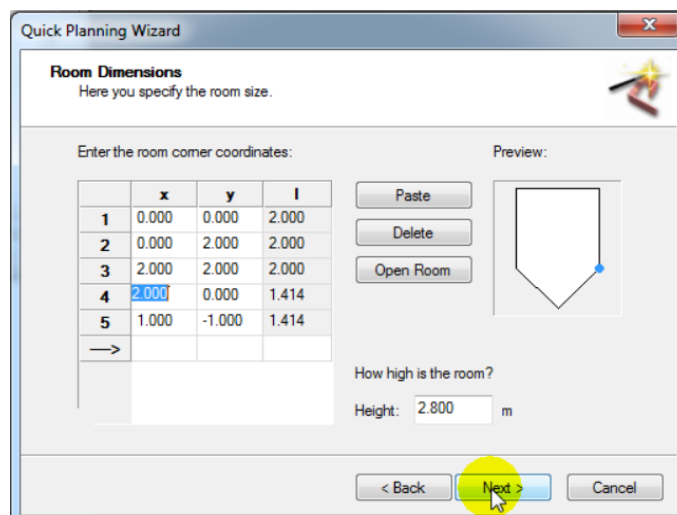 Quick Planning Wizard
Room Dimensions
Here you specify the room size.
Enter the room corner coordinates:
Preview:
x y l
1 0.000 0.000 2.000
2 0.000 2.000 2.000
3 2.000 2.000 2.000
4 2.000 0.000 1.414
5 1.000 -1.000 1.414
Paste
Delete
Open Room
How high is the room?
Height: 2.800 m
< Back Next > Cancel